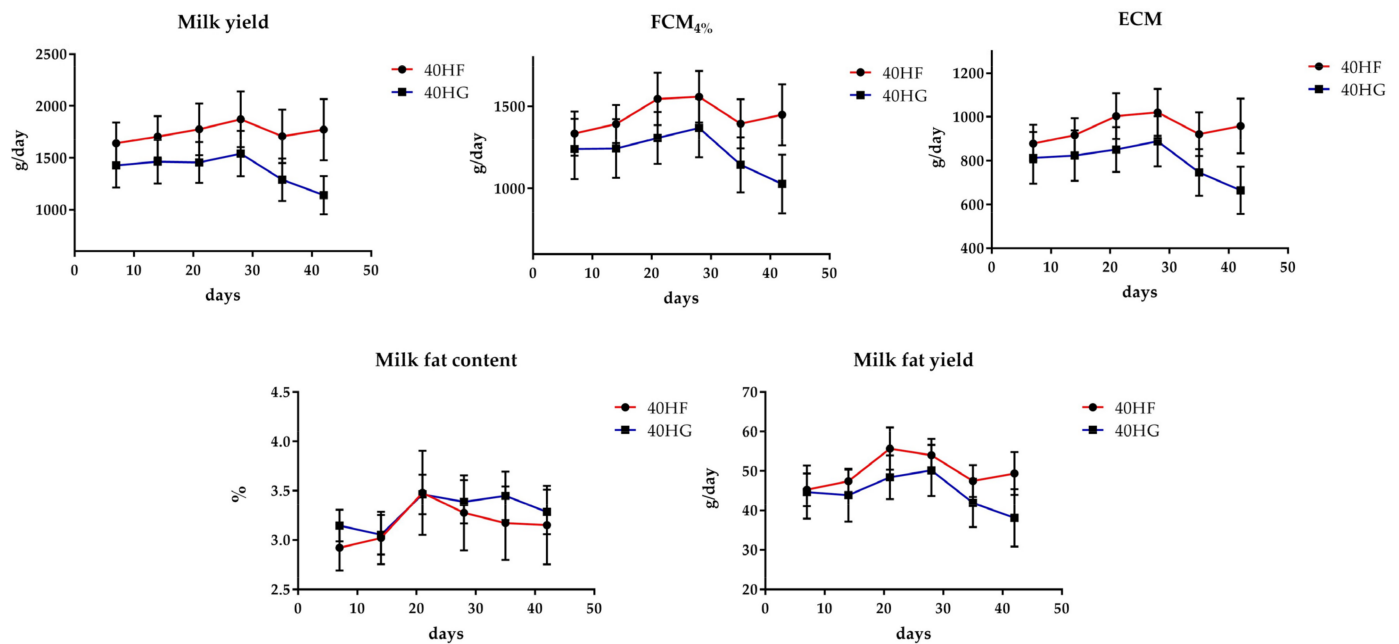 Milk yield
2500
2000
1500
1000
g/day
0 10 20 30 40 50
days
40HF
40HG
FCM4%
1500
1000
g/day
0 10 20 30 40 50
days
40HF
40HG
ECM
1200
1000
800
600
400
g/day
0 10 20 30 40 50
days
40HF
40HG
Milk fat content
4.5
4.0
3.5
3.0
2.5
%
0 10 20 30 40 50
days
40HF
40HG
Milk fat yield
70
60
50
40
30
20
g/day
0 10 20 30 40 50
days
40HF
40HG